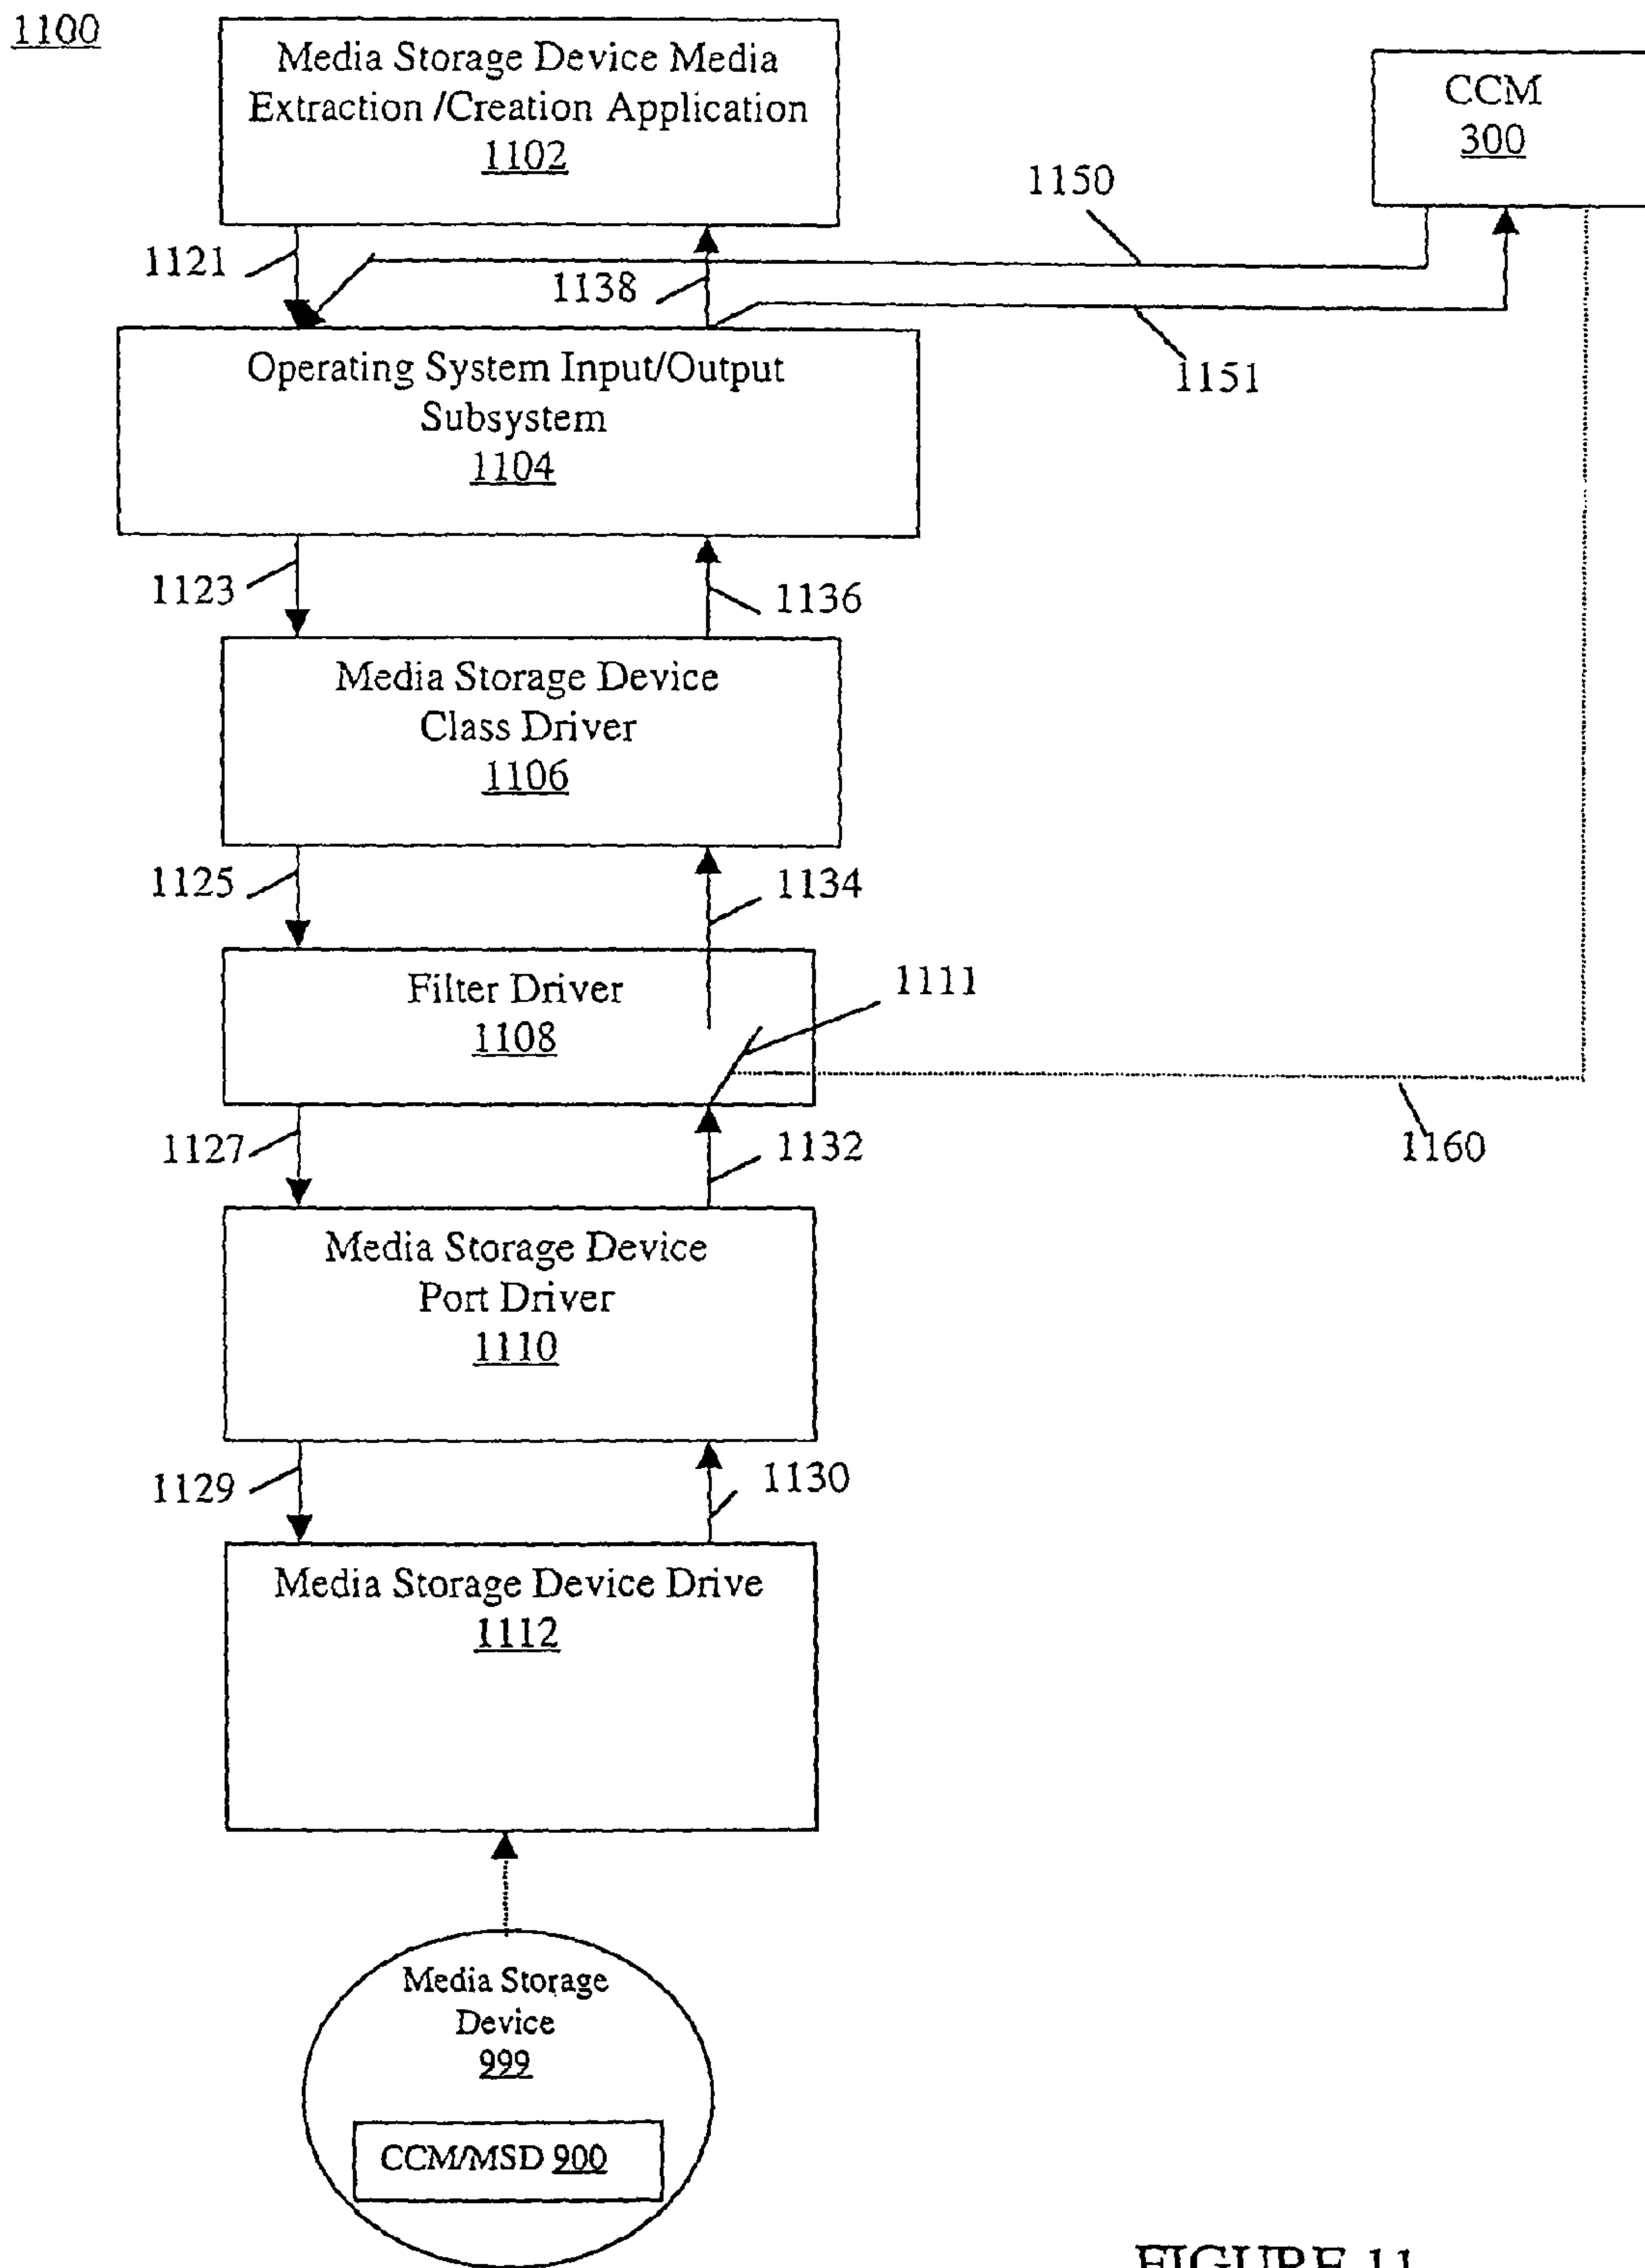 1100
Media Storage Device Media
Extraction /Creation Application
1102
CCM
300
1150
1121
1138
1151
Operating System Input/Output
Subsystem
1104
1123
1136
Media Storage Device
Class Driver
1106
1125
1134
Filter Driver
1108
1111
1127
1132
1160
Media Storage Device
Port Driver
1110
1129
1130
Media Storage Device Drive
1112
Media Storage
Device
999
CCM/MSD 900
FIGURE 11